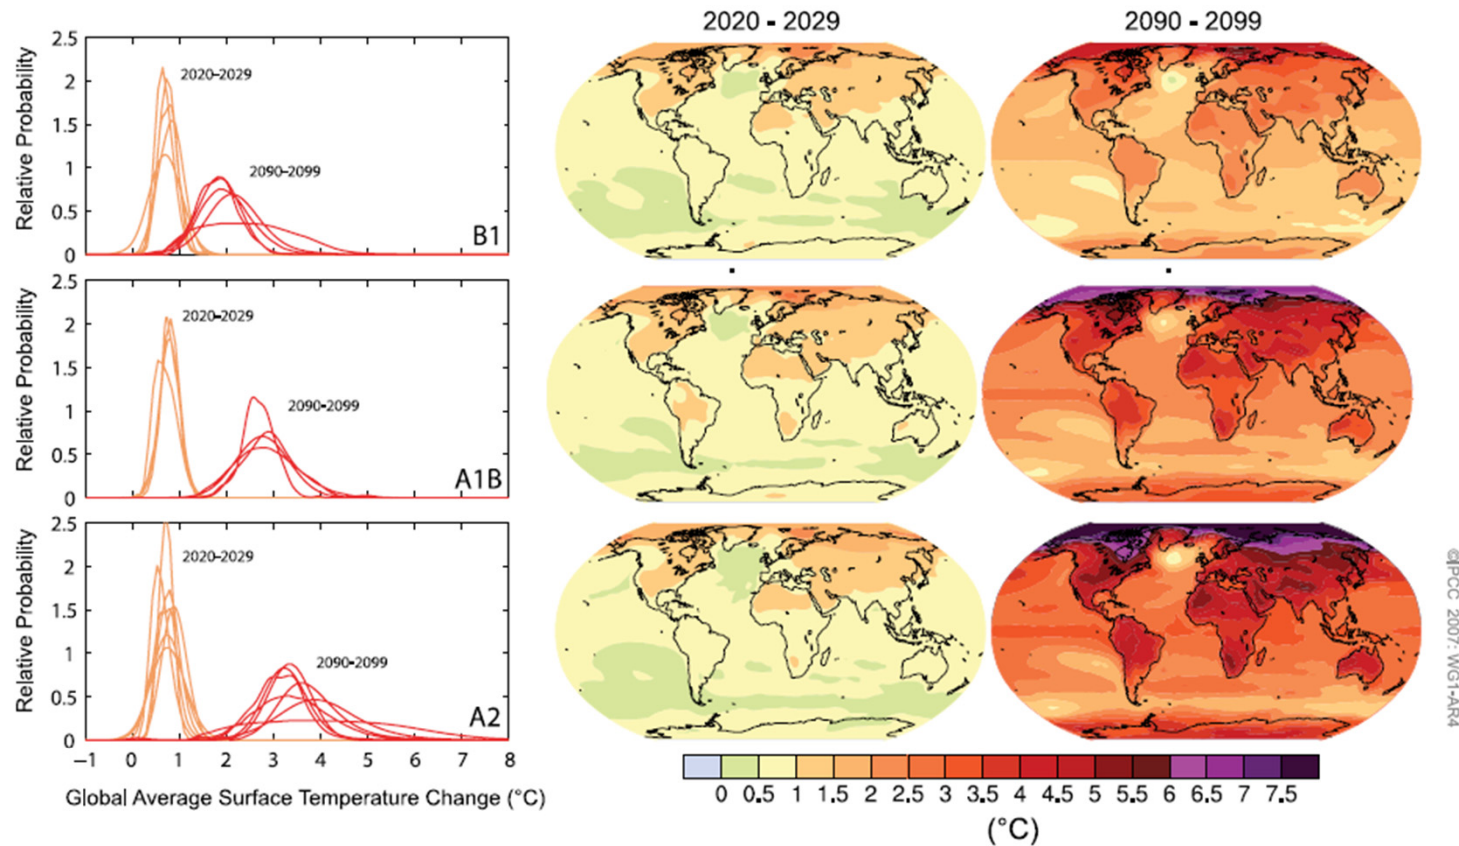 2020 - 2029
2090 - 2099
Relative Probability
2.5
2
1.5
1
0.5
0
2020-2029
2090-2099
B1
Relative Probability
2.5
2
1.5
1
0.5
0
2020-2029
2090-2099
A1B
Relative Probability
2.5
2
1.5
1
0.5
0
2020-2029
2090-2099
A2
−1 0 1 2 3 4 5 6 7 8
Global Average Surface Temperature Change (°C)
0 0.5 1 1.5 2 2.5 3 3.5 4 4.5 5 5.5 6 6.5 7 7.5
(°C)
©IPCC 2007: WG1-AR4